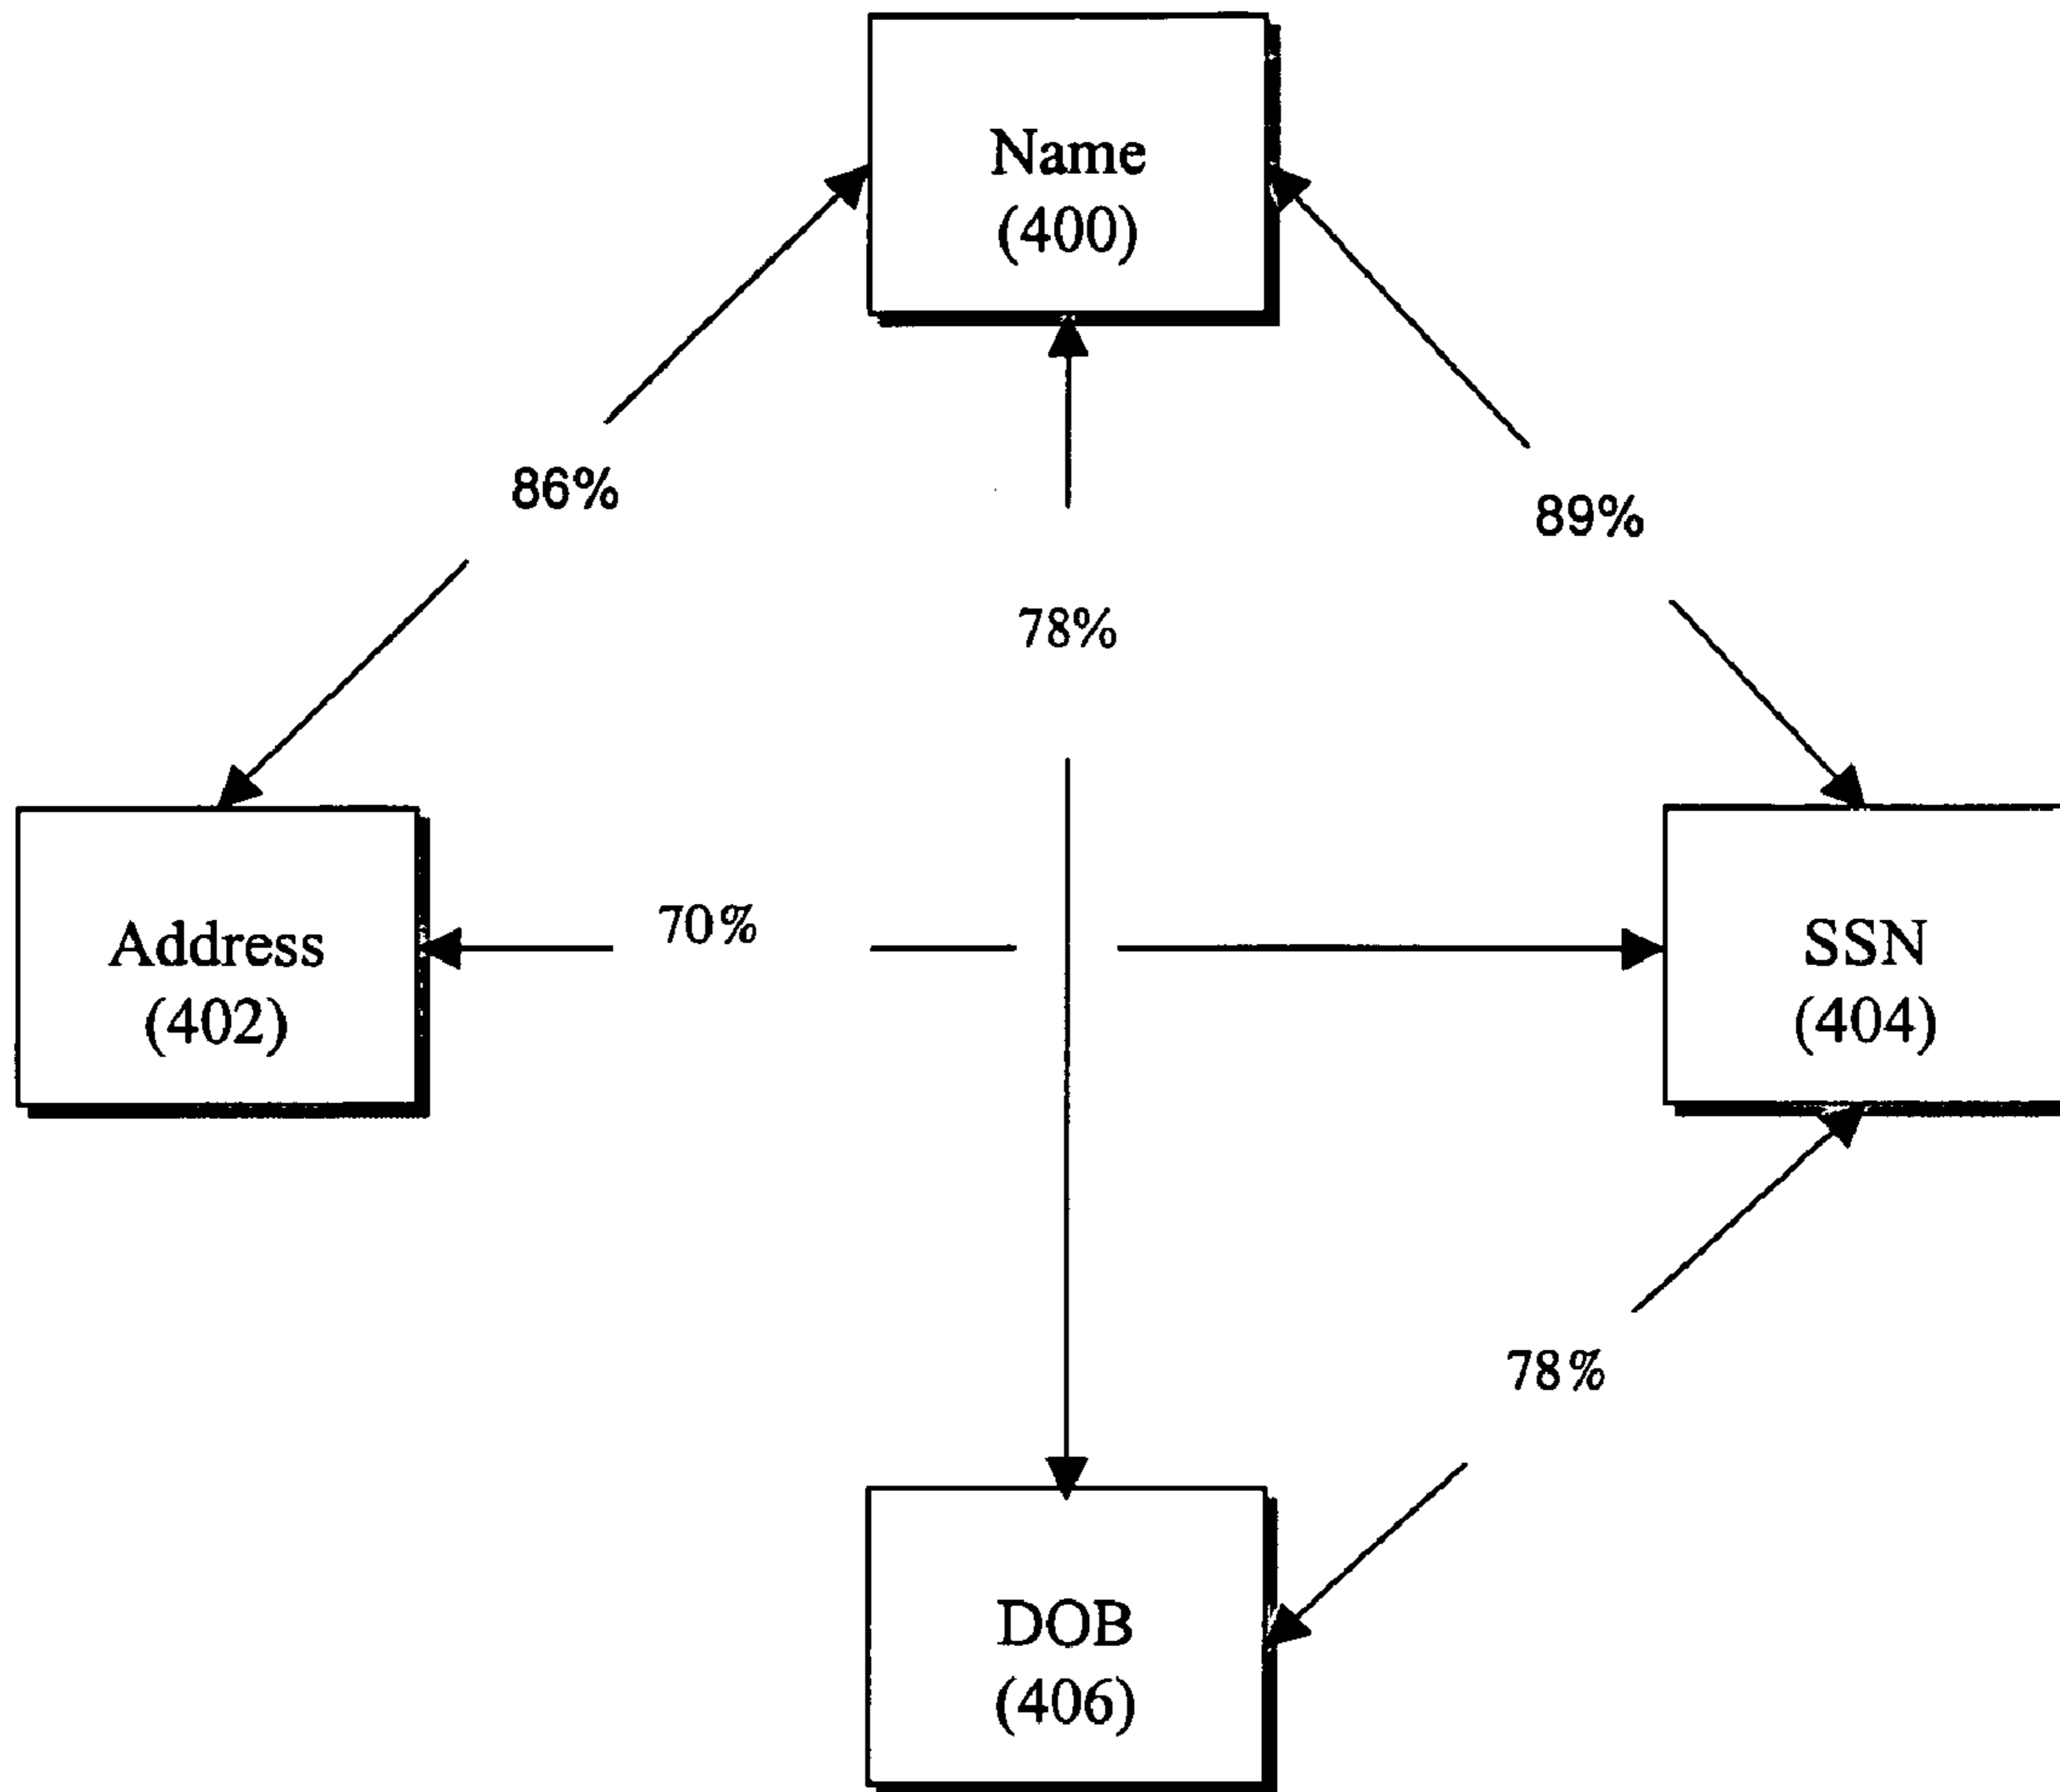 Name
(400)
86%
89%
78%
70%
Address
(402)
SSN
(404)
78%
DOB
(406)